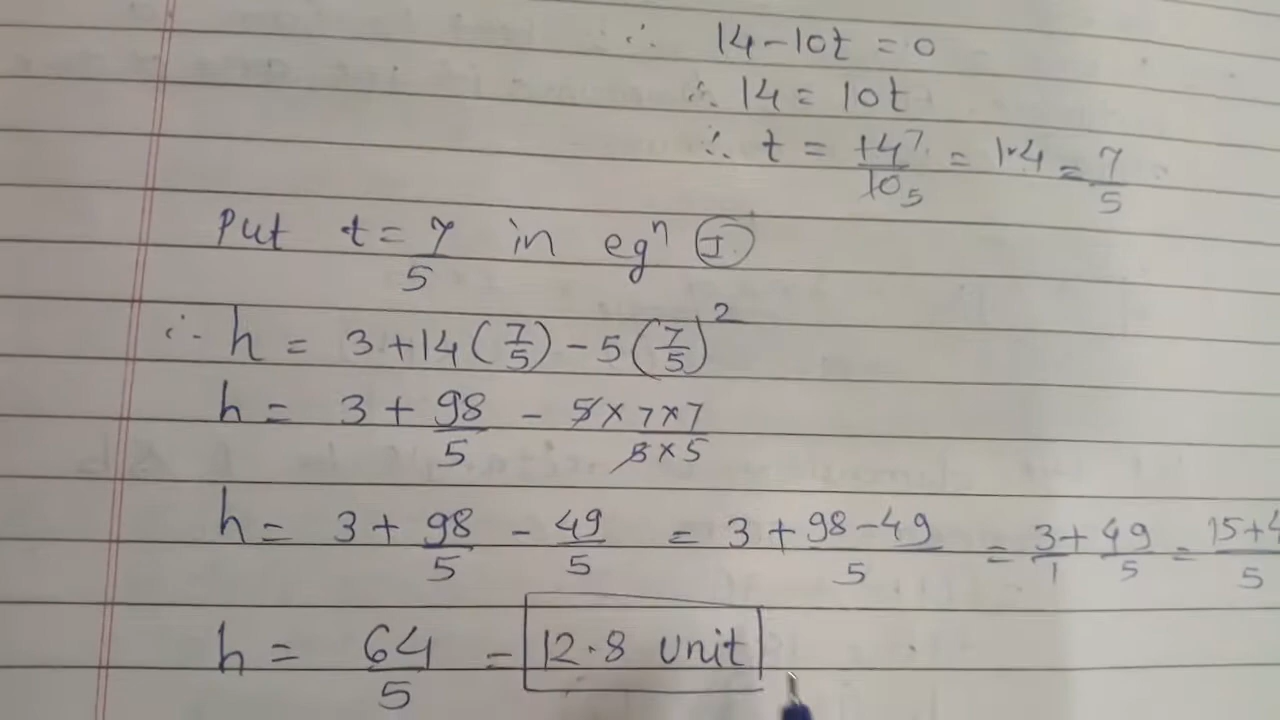 ∴ 14-10t = 0
∴ 14 = 10t
∴ t = 14 7/10 5 = 1.4 = 7/5
Put t = 7/5 in eqⁿ (I)
∴ h = 3+14(7/5) - 5(7/5)²
h = 3 + 98/5 - 5×7×7/5×5
h = 3 + 98/5 - 49/5 = 3 + 98-49/5 = 3/1 + 49/5 = 15+4/5
h = 64/5 = 12.8 unit